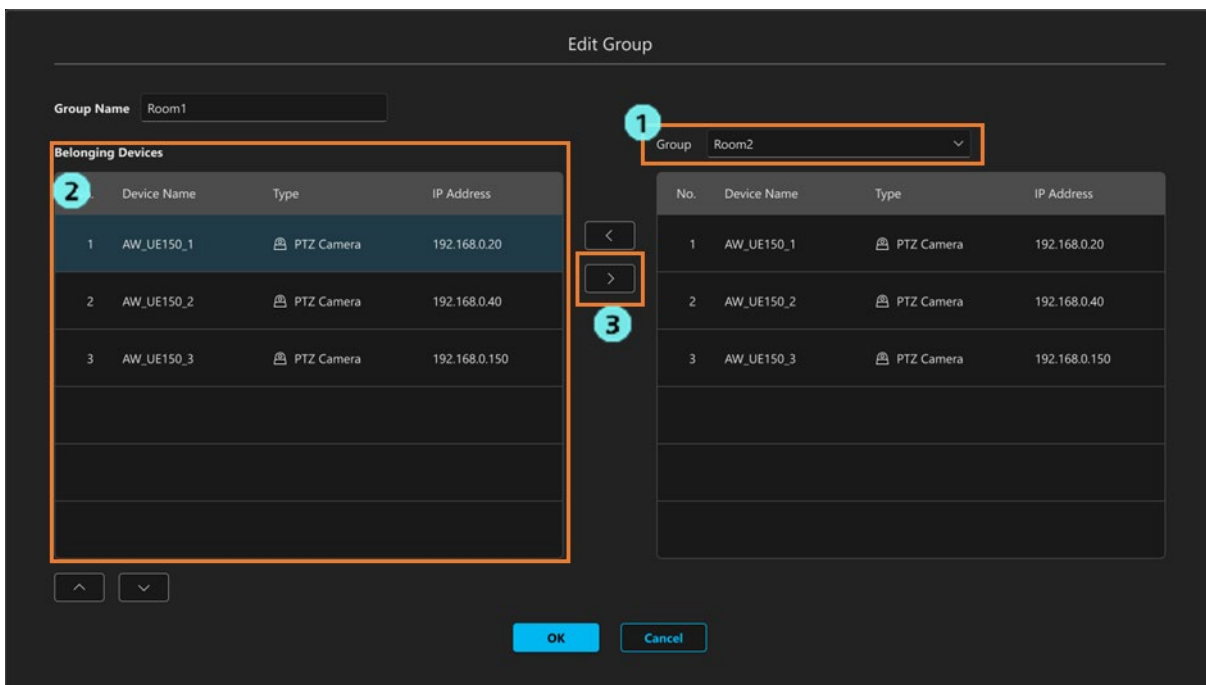 Edit Group
Group Name Room1
1
Group Room2
Belonging Devices
2 . Device Name Type IP Address
No. Device Name Type IP Address
1 AW_UE150_1 PTZ Camera 192.168.0.20
2 AW_UE150_2 PTZ Camera 192.168.0.40
3 AW_UE150_3 PTZ Camera 192.168.0.150
<
>
3
1 AW_UE150_1 PTZ Camera 192.168.0.20
2 AW_UE150_2 PTZ Camera 192.168.0.40
3 AW_UE150_3 PTZ Camera 192.168.0.150
OK Cancel